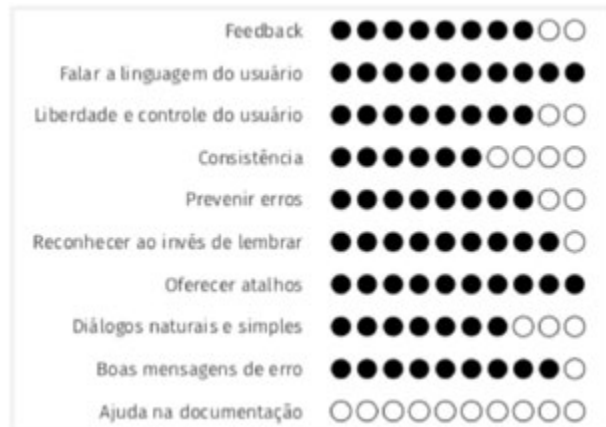 Feedback
Falar a linguagem do usuário
Liberdade e controle do usuário
Consistência
Prevenir erros
Reconhecer ao invés de lembrar
Oferecer atalhos
Diálogos naturais e simples
Boas mensagens de erro
Ajuda na documentação